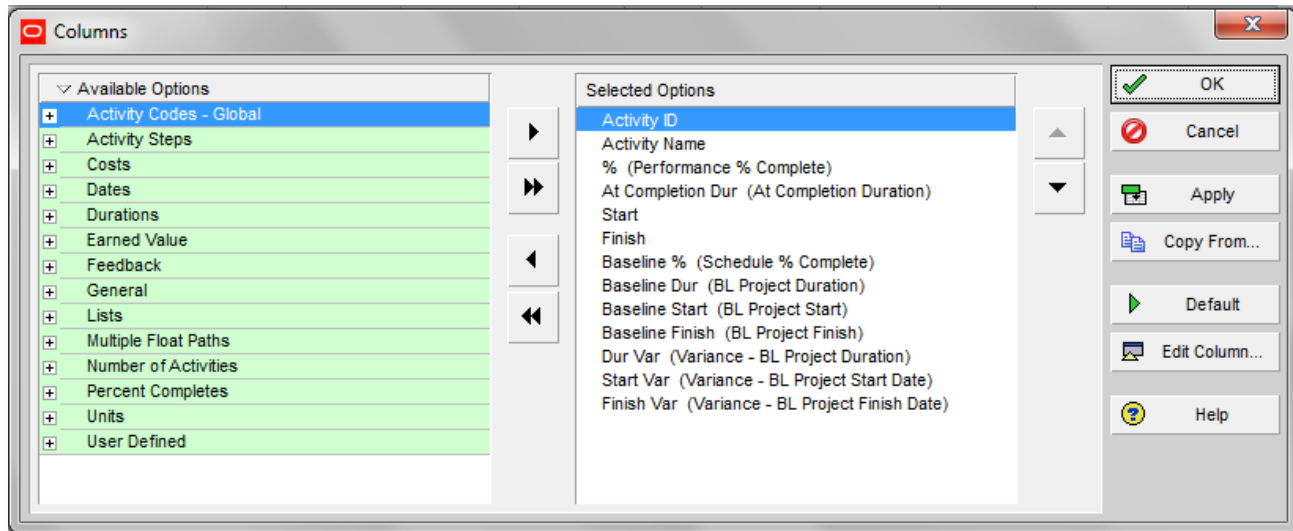 Columns
Available Options
Activity Codes - Global
Activity Steps
Costs
Dates
Durations
Earned Value
Feedback
General
Lists
Multiple Float Paths
Number of Activities
Percent Completes
Units
User Defined
Selected Options
Activity ID
Activity Name
% (Performance % Complete)
At Completion Dur (At Completion Duration)
Start
Finish
Baseline % (Schedule % Complete)
Baseline Dur (BL Project Duration)
Baseline Start (BL Project Start)
Baseline Finish (BL Project Finish)
Dur Var (Variance - BL Project Duration)
Start Var (Variance - BL Project Start Date)
Finish Var (Variance - BL Project Finish Date)
OK
Cancel
Apply
Copy From...
Default
Edit Column...
Help